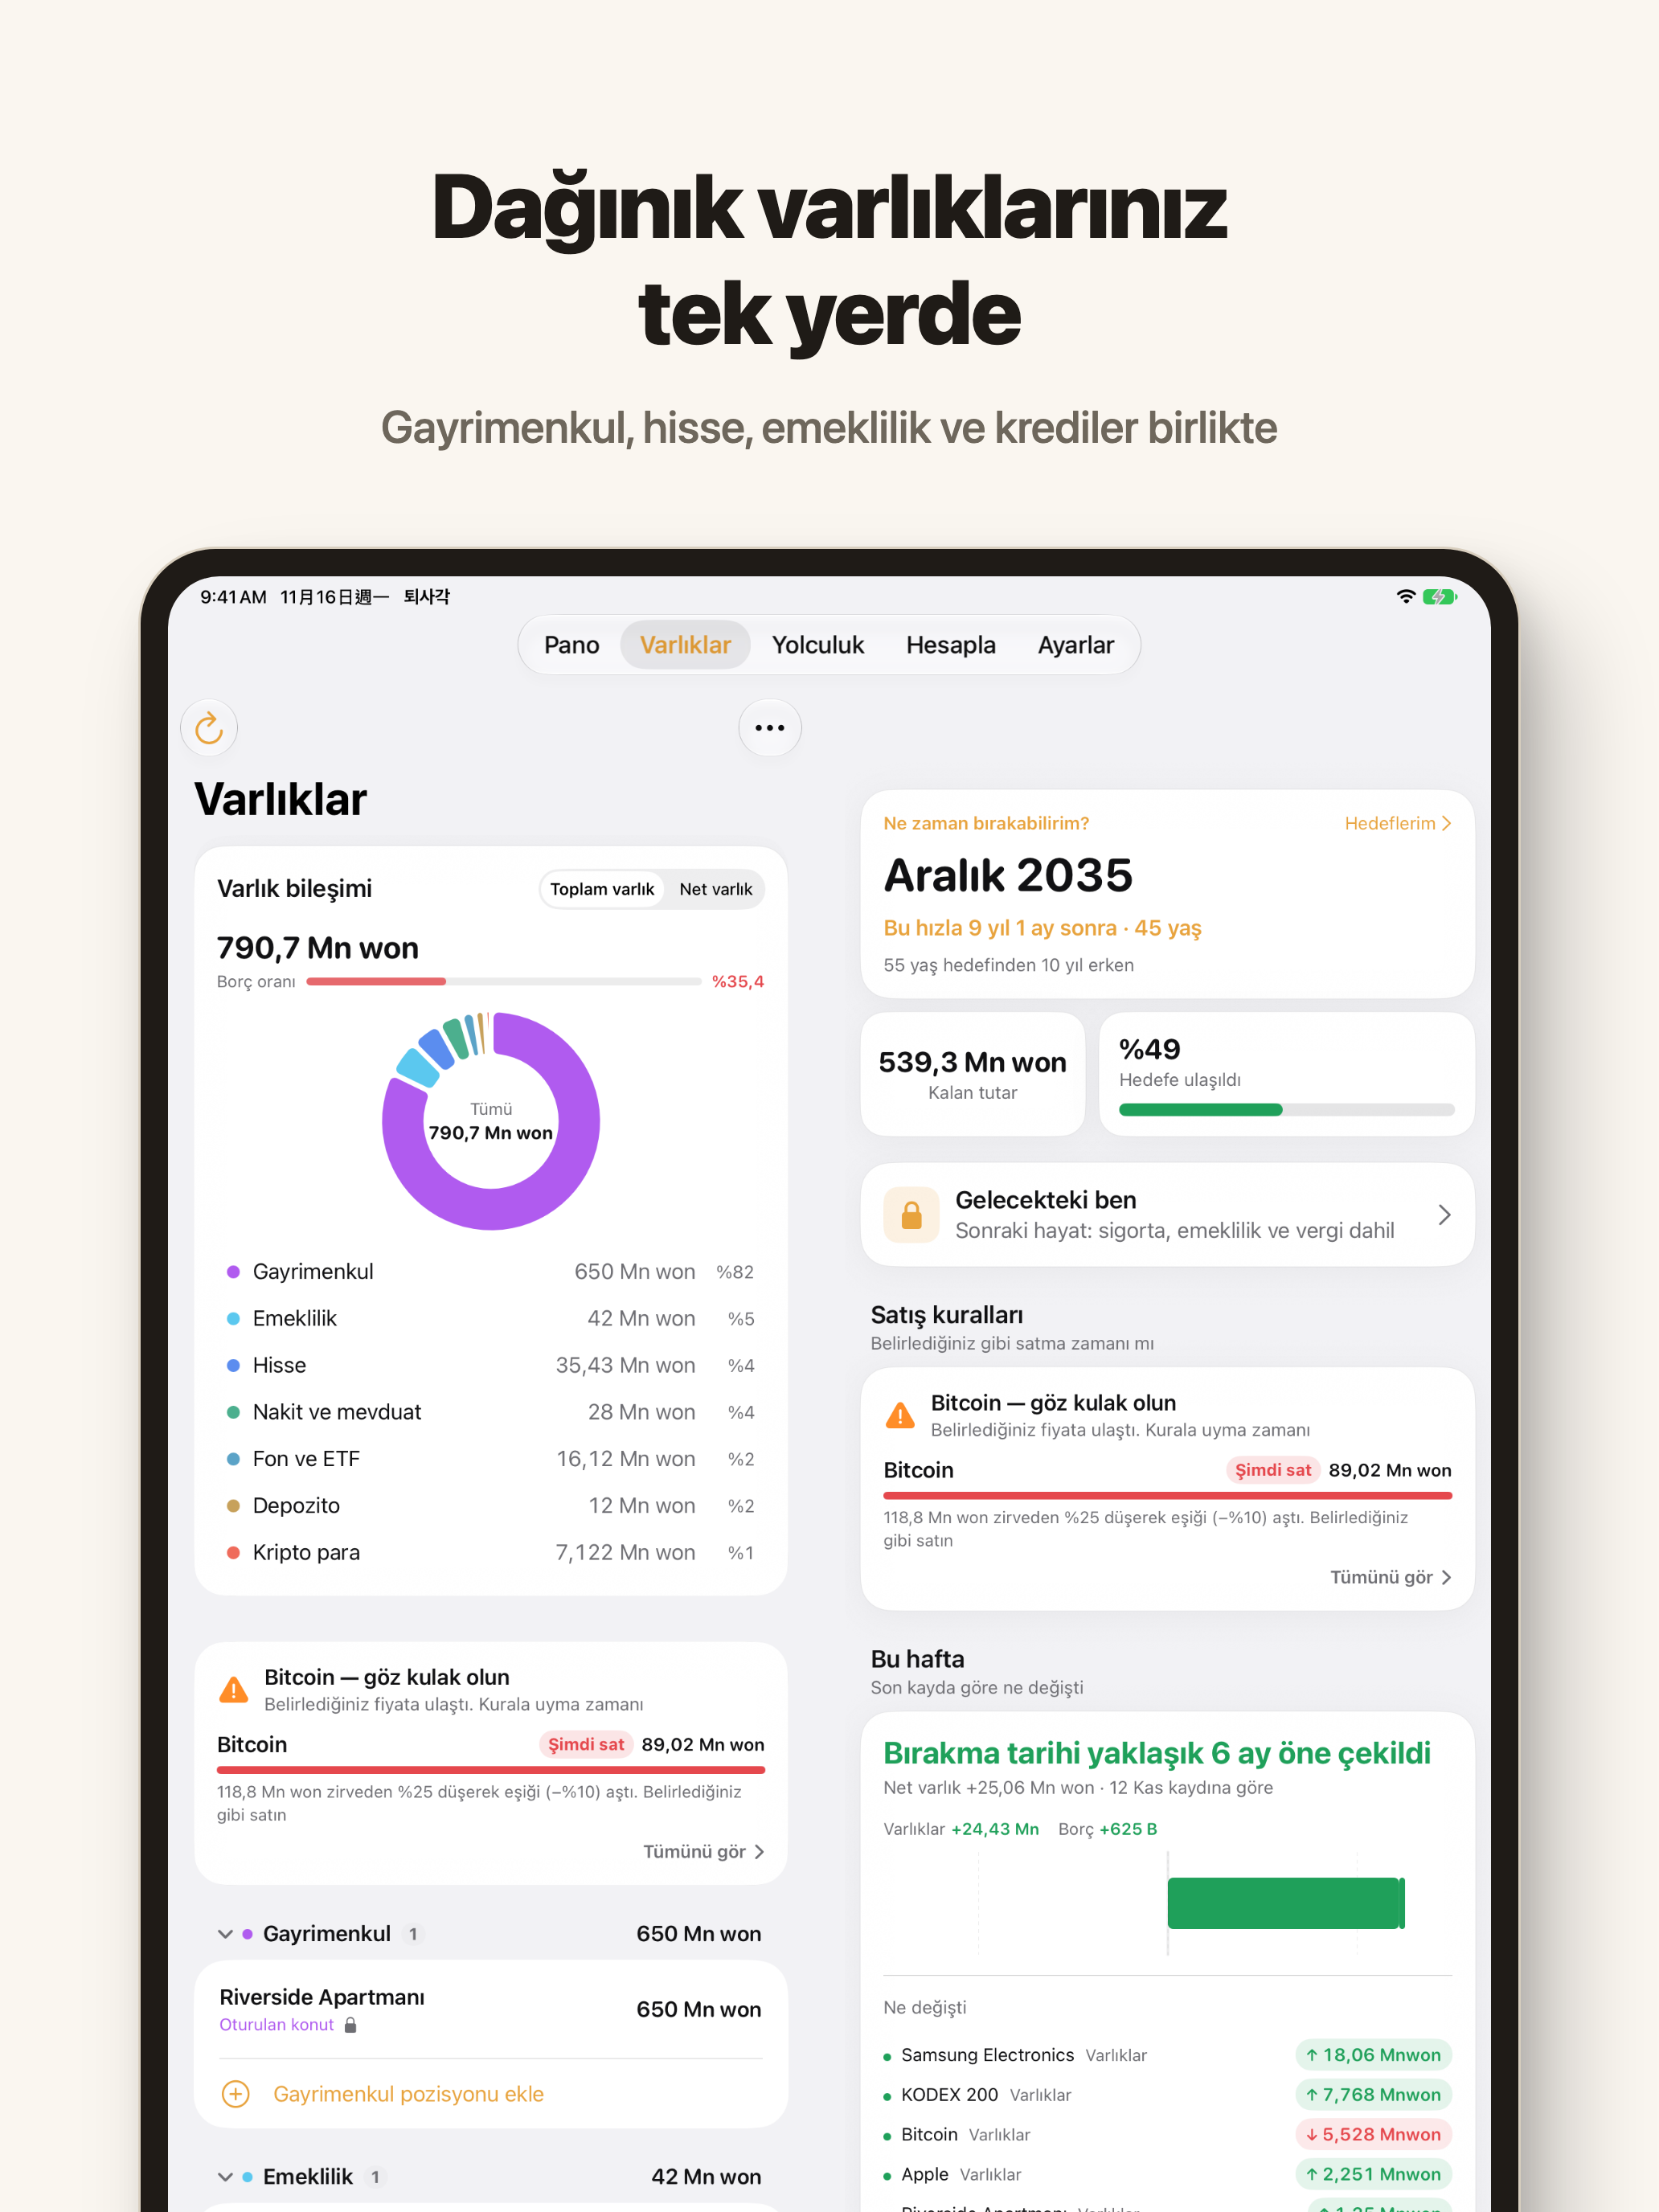 Dağınık varlıklarınız
tek yerde
Gayrimenkul, hisse, emeklilik ve krediler birlikte
9:41 AM 11月16日週一 퇴사각
Pano Varlıklar Yolculuk Hesapla Ayarlar
Varlıklar
Varlık bileşimi Toplam varlık Net varlık
790,7 Mn won
Borç oranı %35,4
Tümü
790,7 Mn won
Gayrimenkul 650 Mn won %82
Emeklilik 42 Mn won %5
Hisse 35,43 Mn won %4
Nakit ve mevduat 28 Mn won %4
Fon ve ETF 16,12 Mn won %2
Depozito 12 Mn won %2
Kripto para 7,122 Mn won %1
Bitcoin — göz kulak olun
Belirlediğiniz fiyata ulaştı. Kurala uyma zamanı
Bitcoin Şimdi sat 89,02 Mn won
118,8 Mn won zirveden %25 düşerek eşiği (−%10) aştı. Belirlediğiniz
gibi satın
Tümünü gör
Gayrimenkul 1 650 Mn won
Riverside Apartmanı 650 Mn won
Oturulan konut
Gayrimenkul pozisyonu ekle
Emeklilik 1 42 Mn won
Ne zaman bırakabilirim? Hedeflerim
Aralık 2035
Bu hızla 9 yıl 1 ay sonra · 45 yaş
55 yaş hedefinden 10 yıl erken
539,3 Mn won
Kalan tutar
%49
Hedefe ulaşıldı
Gelecekteki ben
Sonraki hayat: sigorta, emeklilik ve vergi dahil
Satış kuralları
Belirlediğiniz gibi satma zamanı mı
Bitcoin — göz kulak olun
Belirlediğiniz fiyata ulaştı. Kurala uyma zamanı
Bitcoin Şimdi sat 89,02 Mn won
118,8 Mn won zirveden %25 düşerek eşiği (−%10) aştı. Belirlediğiniz
gibi satın
Tümünü gör
Bu hafta
Son kayda göre ne değişti
Bırakma tarihi yaklaşık 6 ay öne çekildi
Net varlık +25,06 Mn won · 12 Kas kaydına göre
Varlıklar +24,43 Mn Borç +625 B
Ne değişti
Samsung Electronics Varlıklar ↑ 18,06 Mnwon
KODEX 200 Varlıklar ↑ 7,768 Mnwon
Bitcoin Varlıklar ↓ 5,528 Mnwon
Apple Varlıklar ↑ 2,251 Mnwon